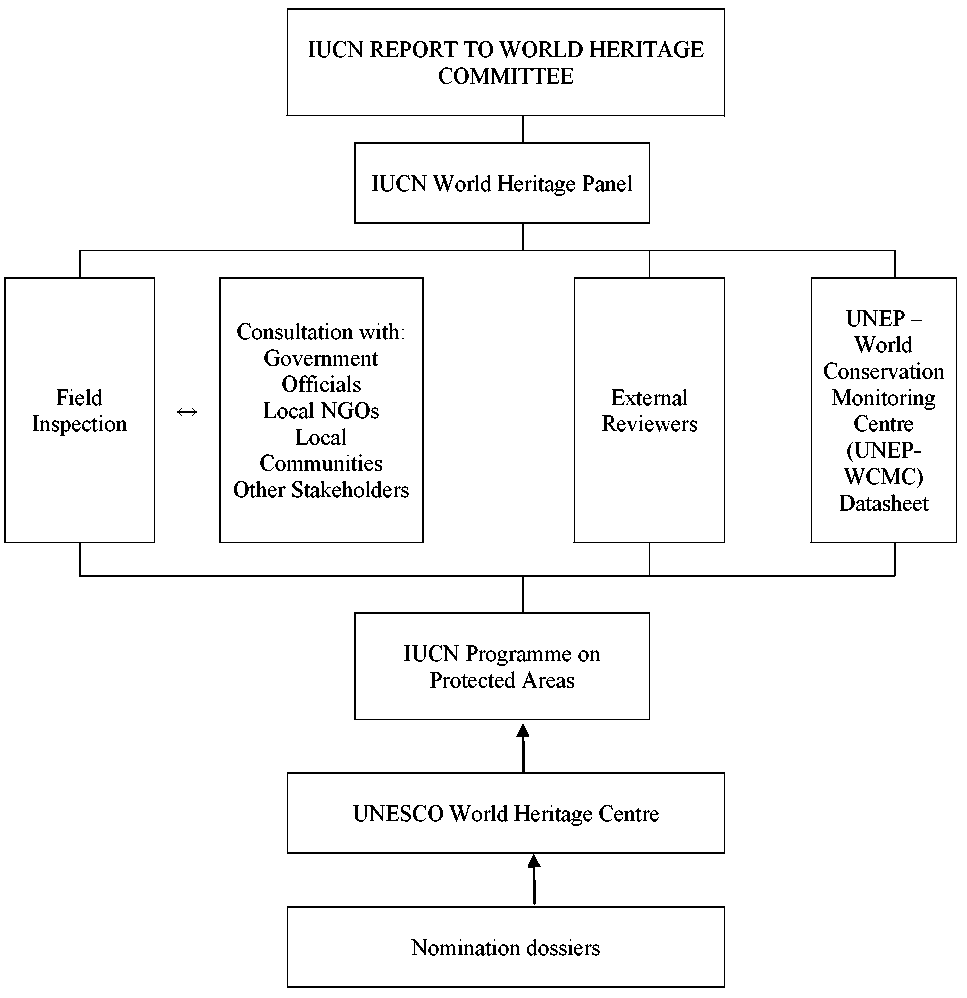 IUCN REPORT TO WORLD HERITAGE
COMMITTEE
IUCN World Heritage Panel
Field
Inspection
↔
Consultation with:
Government
Officials
Local NGOs
Local
Communities
Other Stakeholders
External
Reviewers
UNEP –
World
Conservation
Monitoring
Centre
(UNEP-
WCMC)
Datasheet
IUCN Programme on
Protected Areas
UNESCO World Heritage Centre
Nomination dossiers